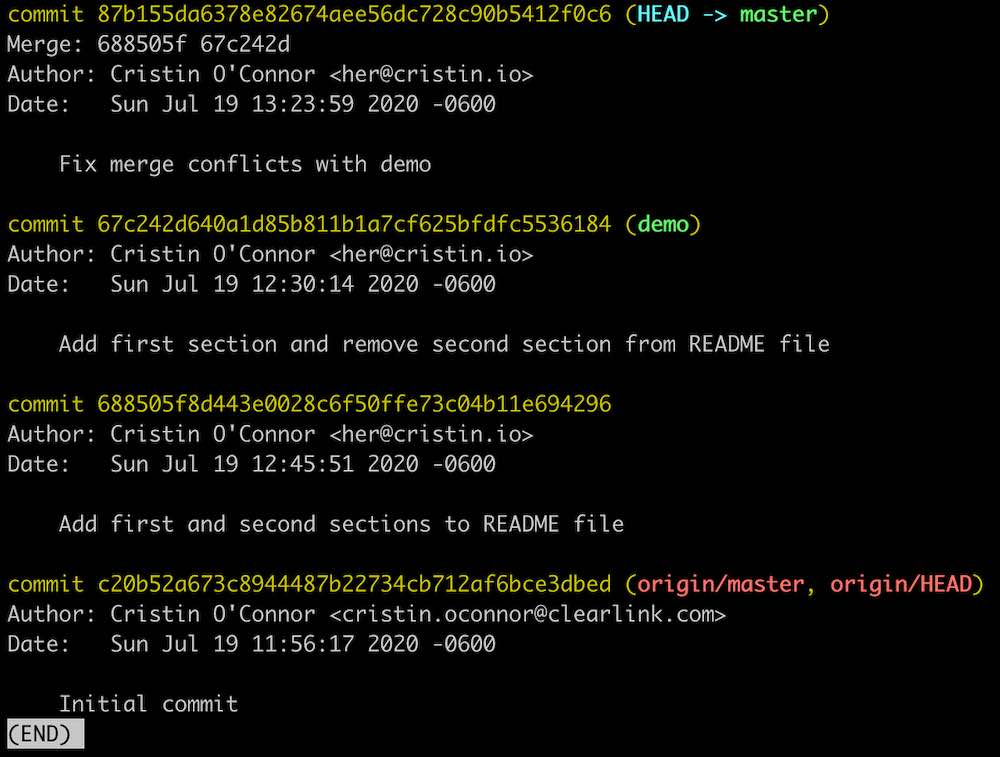 commit 87b155da6378e82674aee56dc728c90b5412f0c6 (HEAD -> master)
Merge: 688505f 67c242d
Author: Cristin O'Connor <her@cristin.io>
Date:   Sun Jul 19 13:23:59 2020 -0600
    Fix merge conflicts with demo
commit 67c242d640a1d85b811b1a7cf625bfdfc5536184 (demo)
Author: Cristin O'Connor <her@cristin.io>
Date:   Sun Jul 19 12:30:14 2020 -0600
    Add first section and remove second section from README file
commit 688505f8d443e0028c6f50ffe73c04b11e694296
Author: Cristin O'Connor <her@cristin.io>
Date:   Sun Jul 19 12:45:51 2020 -0600
    Add first and second sections to README file
commit c20b52a673c8944487b22734cb712af6bce3dbed (origin/master, origin/HEAD)
Author: Cristin O'Connor <cristin.oconnor@clearlink.com>
Date:   Sun Jul 19 11:56:17 2020 -0600
    Initial commit
(END)